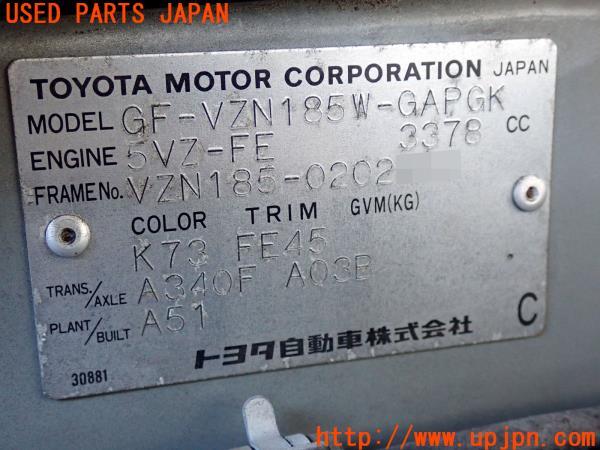 USED PARTS JAPAN
TOYOTA MOTOR CORPORATION JAPAN
MODEL GF-VZN185W-GAPGK
ENGINE 5VZ-FE 3378 CC
FRAME No. VZN185-0202
COLOR TRIM GVM(KG)
K73 FE45
TRANS./AXLE A340F A03B
PLANT/BUILT A51
C
トヨタ自動車株式会社
30881
U.P.J
http://www.upjpn.com